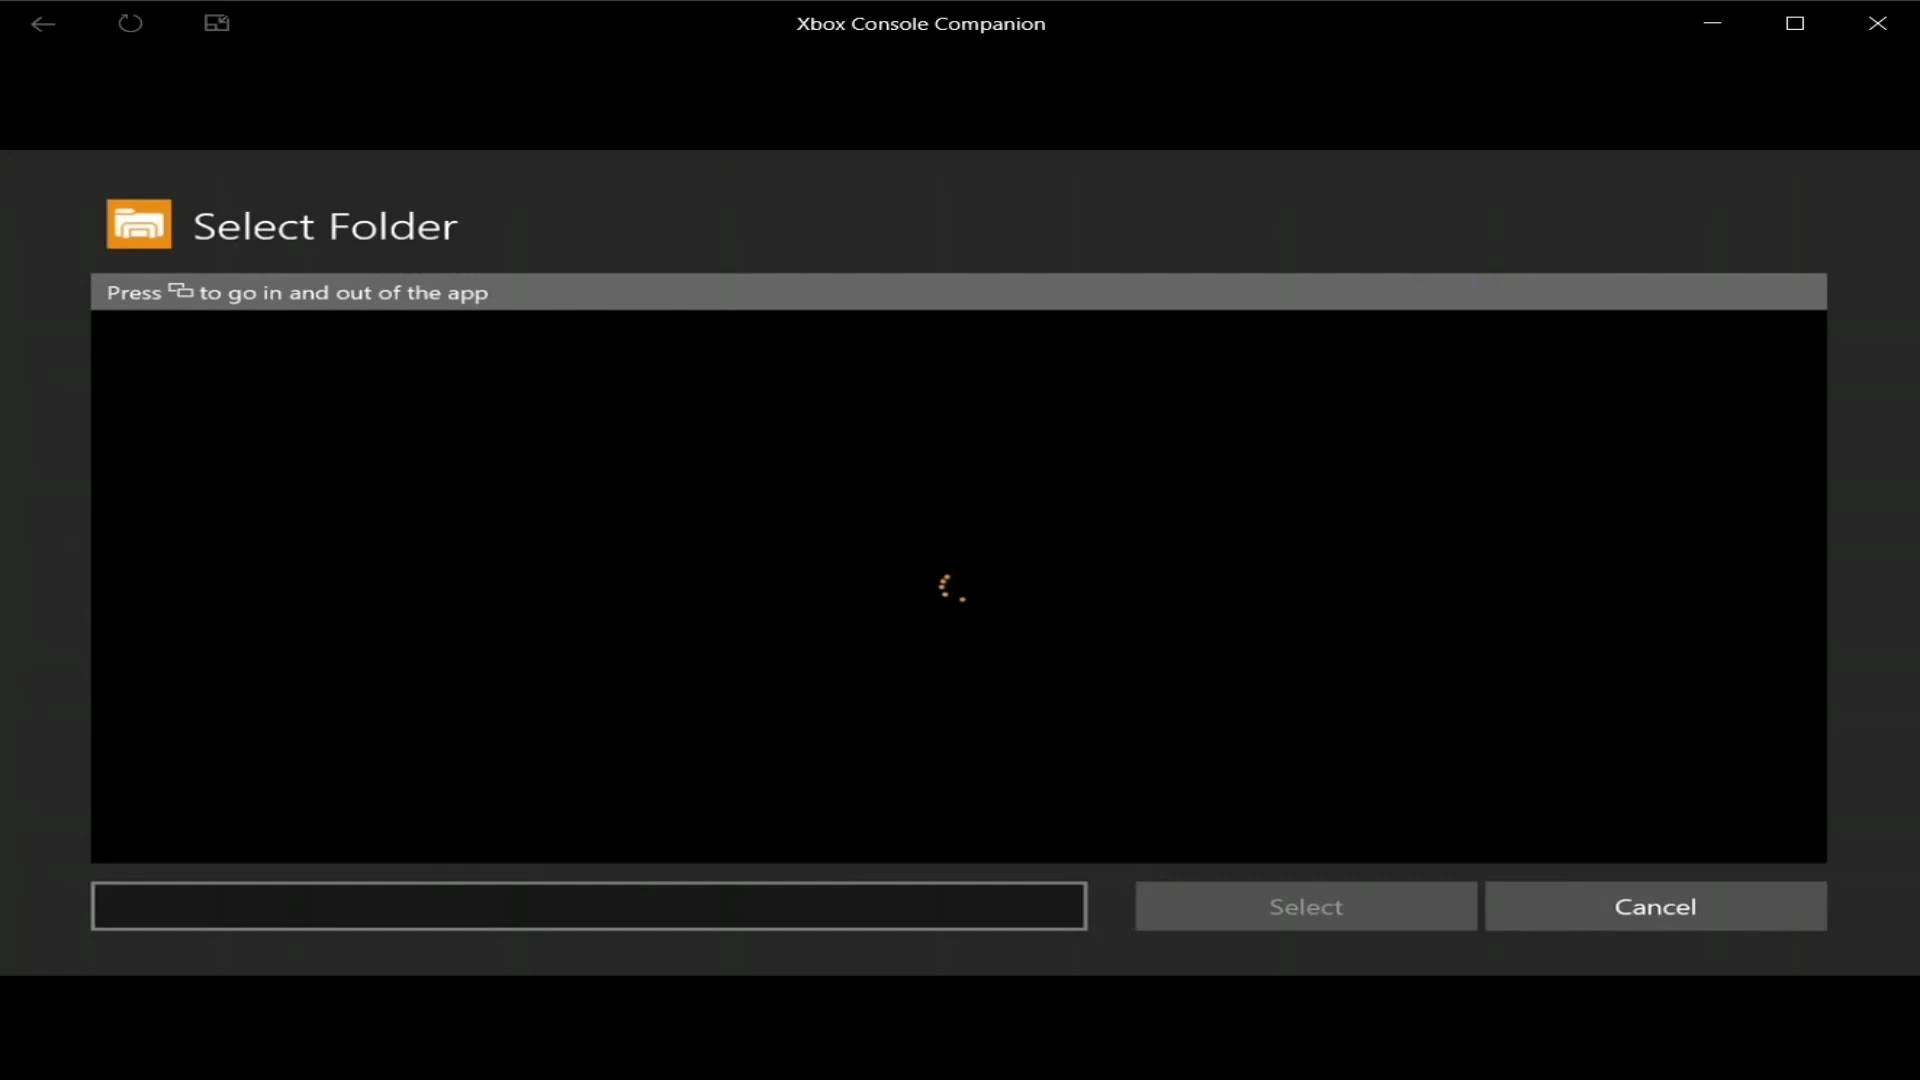 Xbox Console Companion
Select Folder
Press to go in and out of the app
Select
Cancel